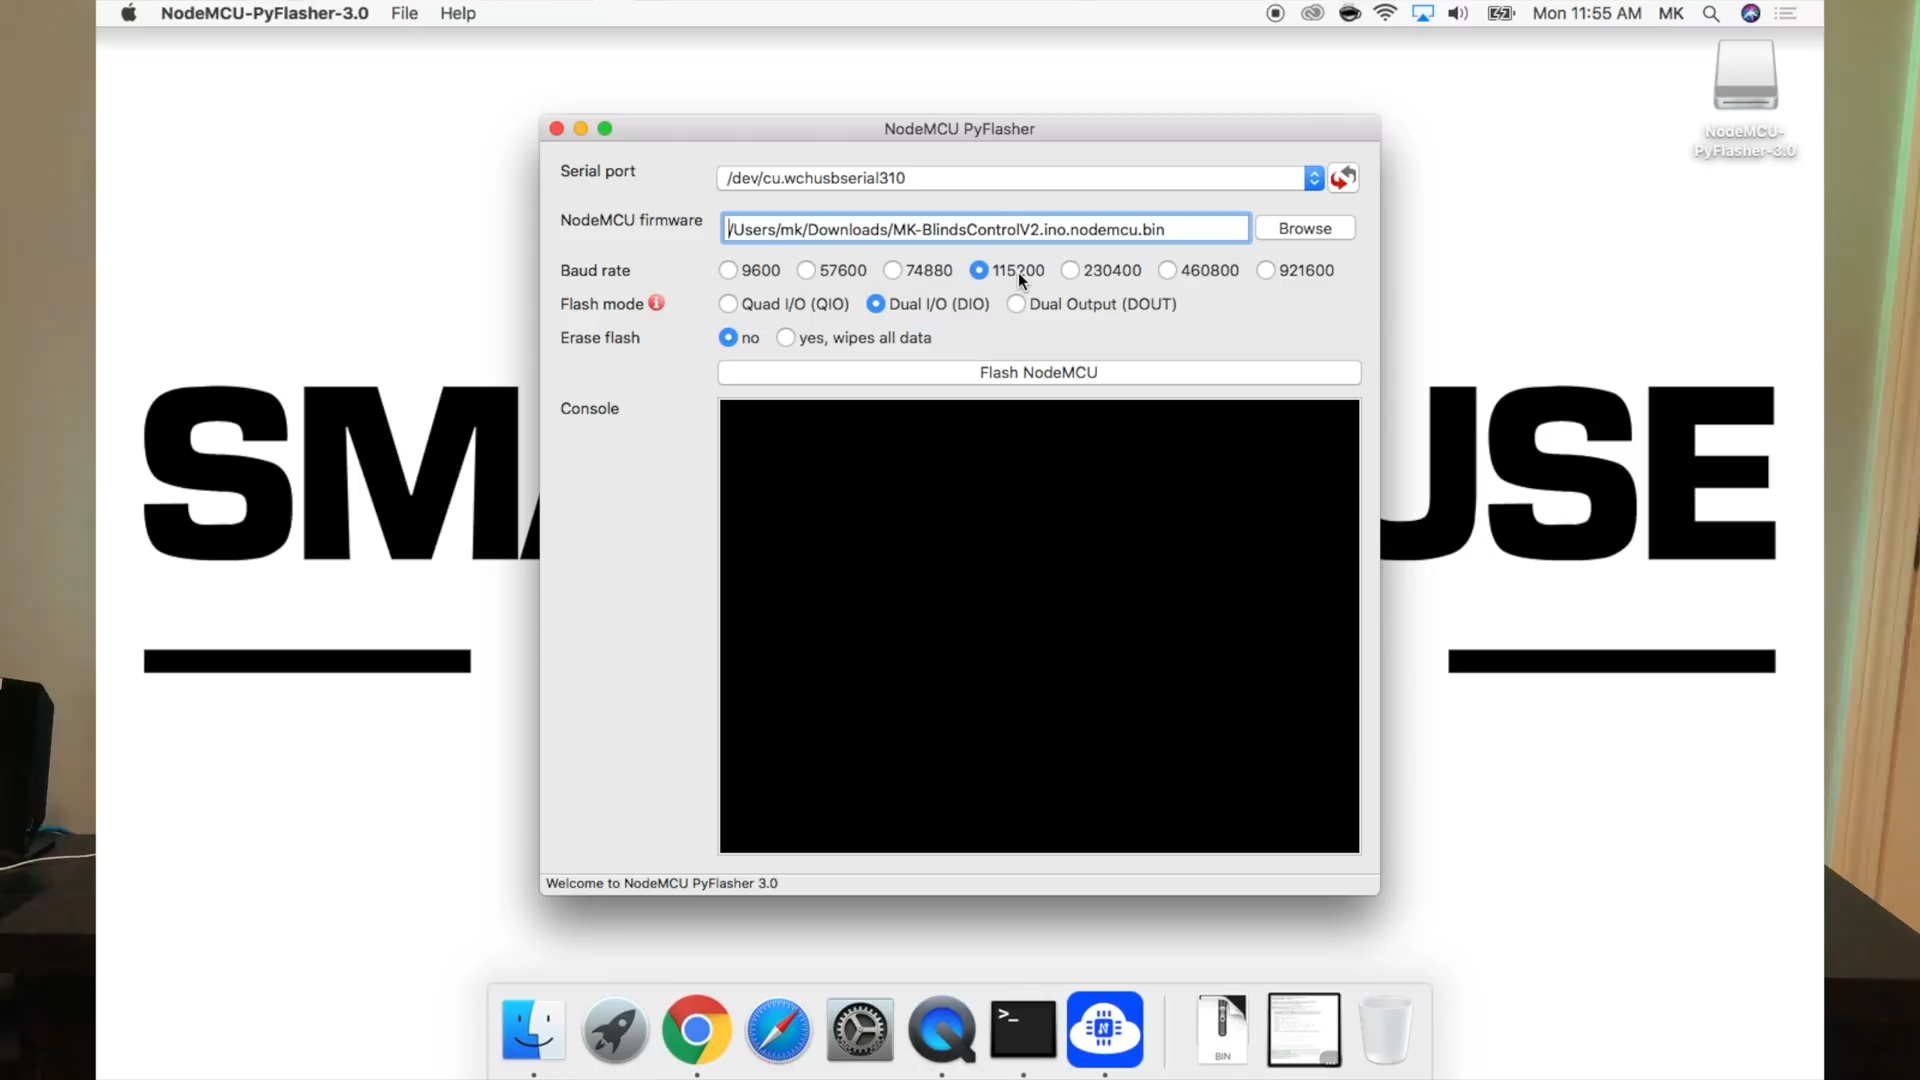 NodeMCU-PyFlasher-3.0 File Help Mon 11:55 AM MK
NodeMCU-
PyFlasher-3.0
NodeMCU PyFlasher
Serial port /dev/cu.wchusbserial310
NodeMCU firmware /Users/mk/Downloads/MK-BlindsControlV2.ino.nodemcu.bin Browse
Baud rate 9600 57600 74880 115200 230400 460800 921600
Flash mode Quad I/O (QIO) Dual I/O (DIO) Dual Output (DOUT)
Erase flash no yes, wipes all data
Flash NodeMCU
Console
SM USE
Welcome to NodeMCU PyFlasher 3.0
>_
N
BIN